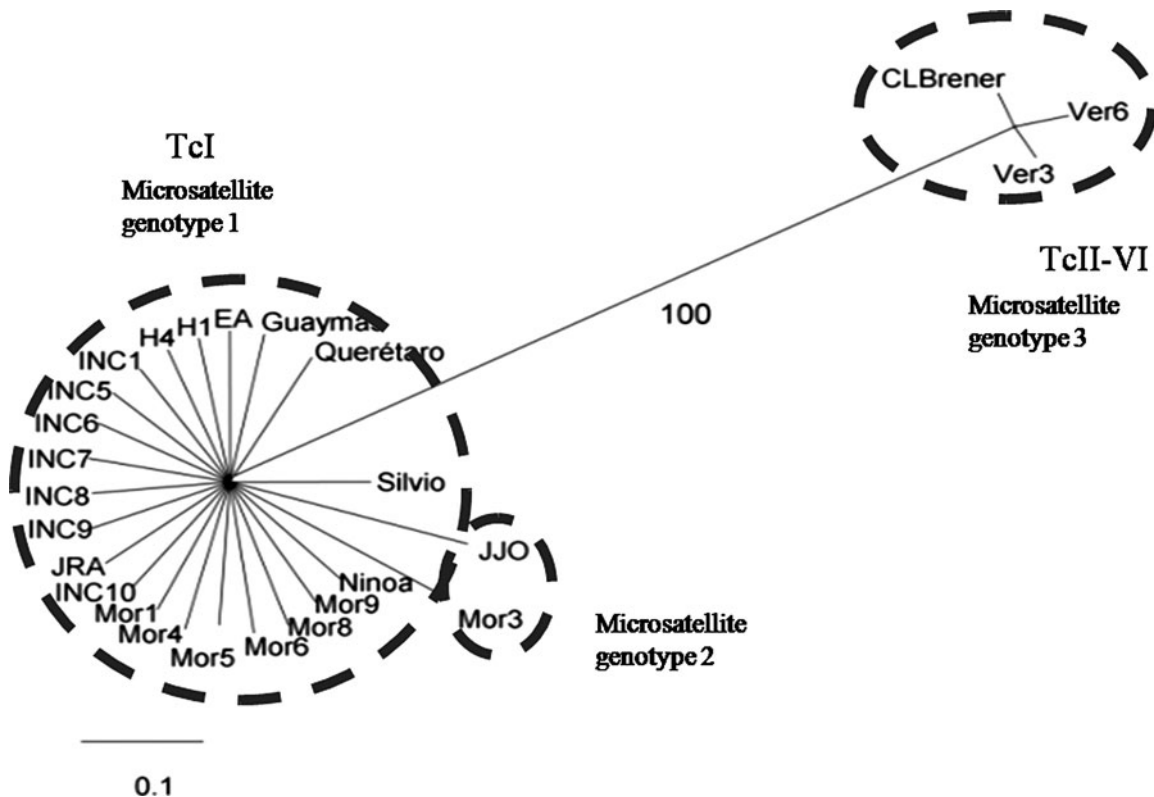 CLBrener
Ver6
Ver3
TcI
Microsatellite
genotype 1
TcII-VI
Microsatellite
genotype 3
100
EA
Guaymas
H1
H4
Querétaro
INC1
INC5
INC6
INC7
INC8
INC9
JRA
INC10
Mor1
Mor4
Mor5
Mor6
Mor8
Mor9
Ninoa
Silvio
JJO
Mor3
Microsatellite
genotype 2
0.1